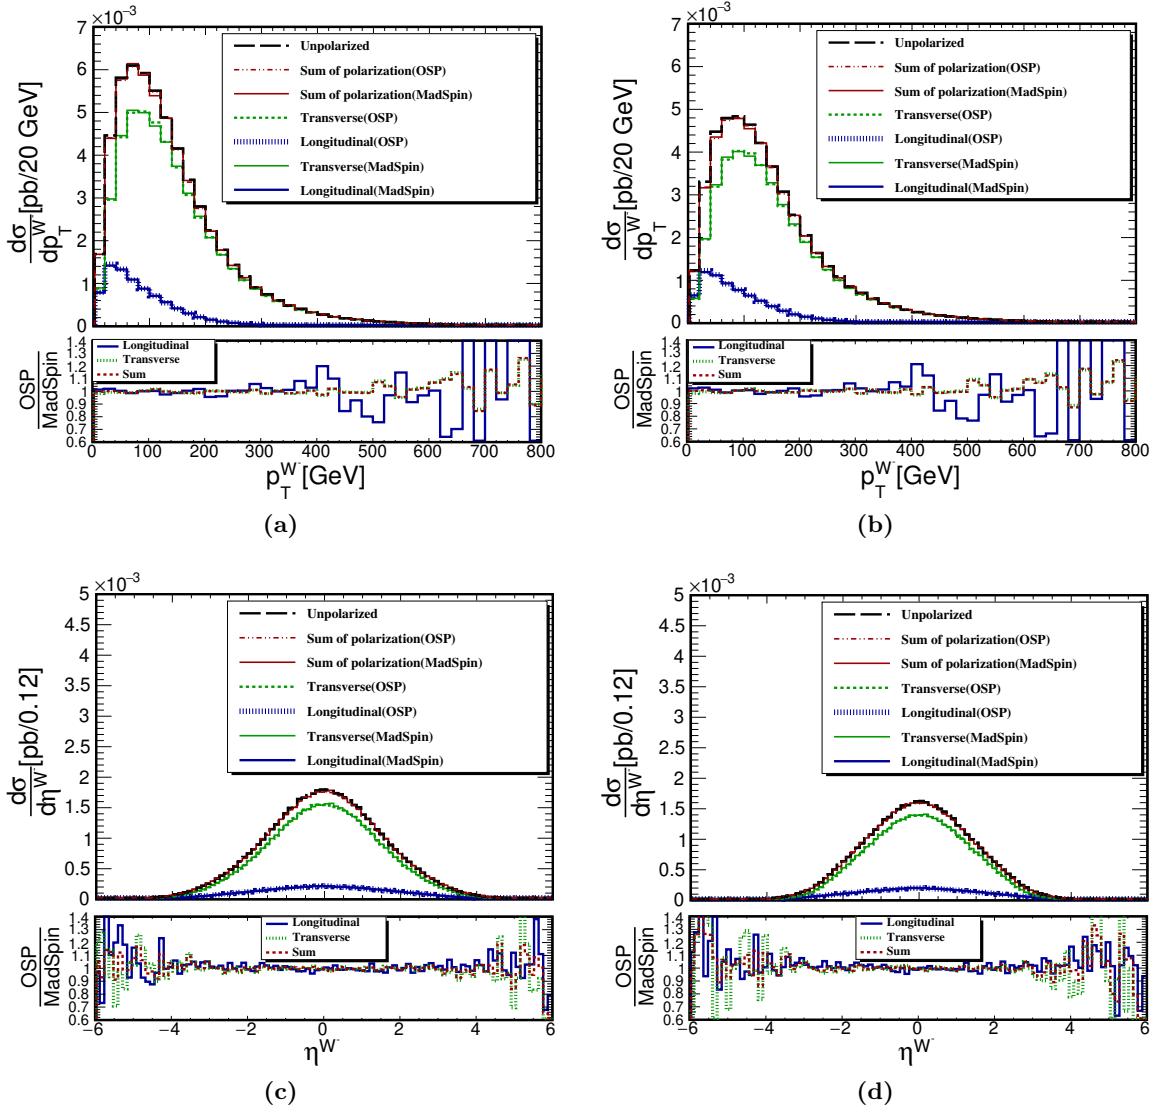 ×10⁻³
7
6
5
4
3
2
1
0
dσ/dp_T^W⁻ [pb/20 GeV]
Unpolarized
Sum of polarization(OSP)
Sum of polarization(MadSpin)
Transverse(OSP)
Longitudinal(OSP)
Transverse(MadSpin)
Longitudinal(MadSpin)
1.4
1.3
1.2
1.1
1
0.9
0.8
0.7
0.6
OSP/MadSpin
Longitudinal
Transverse
Sum
0 100 200 300 400 500 600 700 800
p_T^W⁻[GeV]
(a)
×10⁻³
7
6
5
4
3
2
1
0
dσ/dp_T^W⁻ [pb/20 GeV]
Unpolarized
Sum of polarization(OSP)
Sum of polarization(MadSpin)
Transverse(OSP)
Longitudinal(OSP)
Transverse(MadSpin)
Longitudinal(MadSpin)
1.4
1.3
1.2
1.1
1
0.9
0.8
0.7
0.6
OSP/MadSpin
Longitudinal
Transverse
Sum
0 100 200 300 400 500 600 700 800
p_T^W⁻[GeV]
(b)
×10⁻³
5
4.5
4
3.5
3
2.5
2
1.5
1
0.5
0
dσ/dη^W⁻ [pb/0.12]
Unpolarized
Sum of polarization(OSP)
Sum of polarization(MadSpin)
Transverse(OSP)
Longitudinal(OSP)
Transverse(MadSpin)
Longitudinal(MadSpin)
1.4
1.3
1.2
1.1
1
0.9
0.8
0.7
0.6
OSP/MadSpin
Longitudinal
Transverse
Sum
−6 −4 −2 0 2 4 6
η^W⁻
(c)
×10⁻³
5
4.5
4
3.5
3
2.5
2
1.5
1
0.5
0
dσ/dη^W⁻ [pb/0.12]
Unpolarized
Sum of polarization(OSP)
Sum of polarization(MadSpin)
Transverse(OSP)
Longitudinal(OSP)
Transverse(MadSpin)
Longitudinal(MadSpin)
1.4
1.3
1.2
1.1
1
0.9
0.8
0.7
0.6
OSP/MadSpin
Longitudinal
Transverse
Sum
−6 −4 −2 0 2 4 6
η^W⁻
(d)